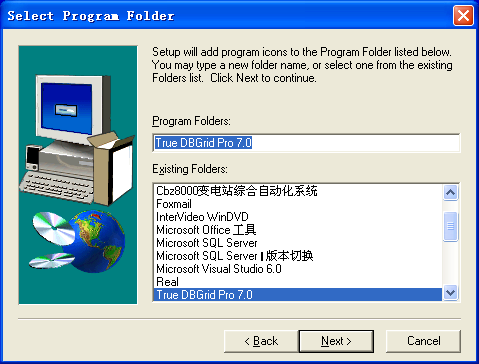 Select Program Folder
Setup will add program icons to the Program Folder listed below.
You may type a new folder name, or select one from the existing
Folders list. Click Next to continue.
Program Folders:
True DBGrid Pro 7.0
Existing Folders:
Cbz8000变电站综合自动化系统
Foxmail
InterVideo WinDVD
Microsoft Office 工具
Microsoft SQL Server
Microsoft SQL Server | 版本切换
Microsoft Visual Studio 6.0
Real
True DBGrid Pro 7.0
< Back
Next >
Cancel